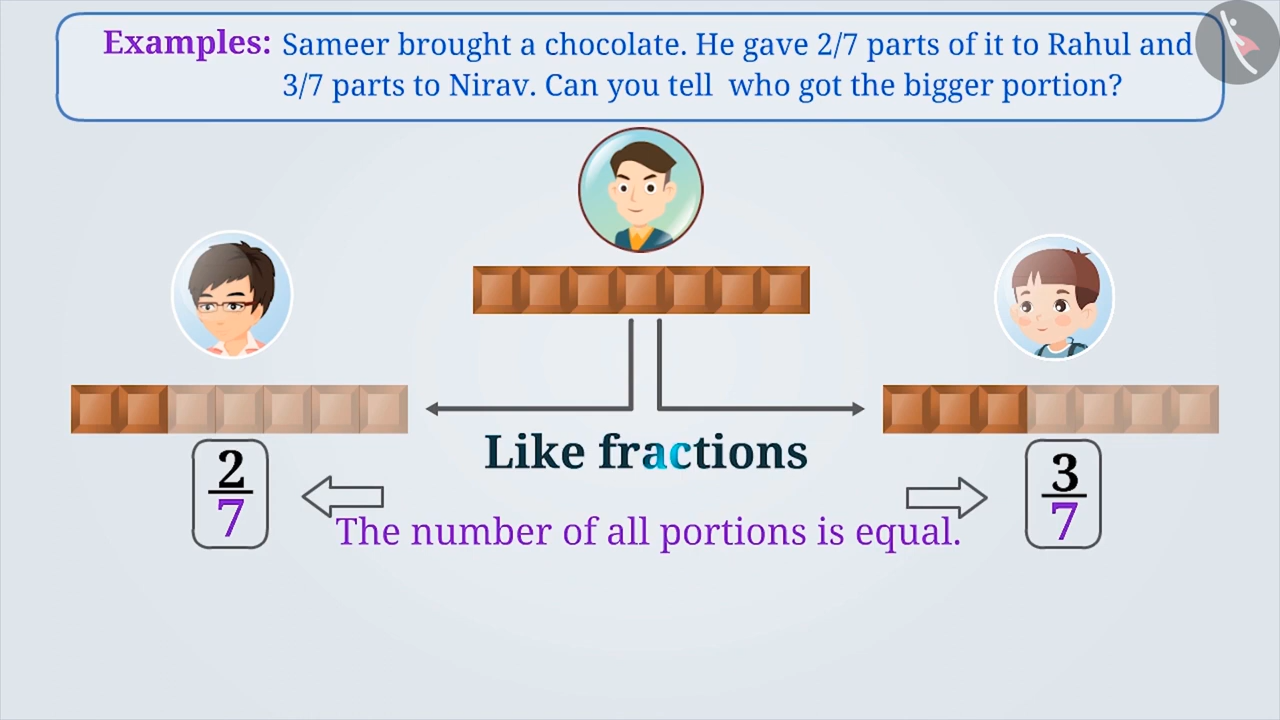 Examples: Sameer brought a chocolate. He gave 2/7 parts of it to Rahul and
3/7 parts to Nirav. Can you tell who got the bigger portion?
Like fractions
2
7
The number of all portions is equal.
3
7